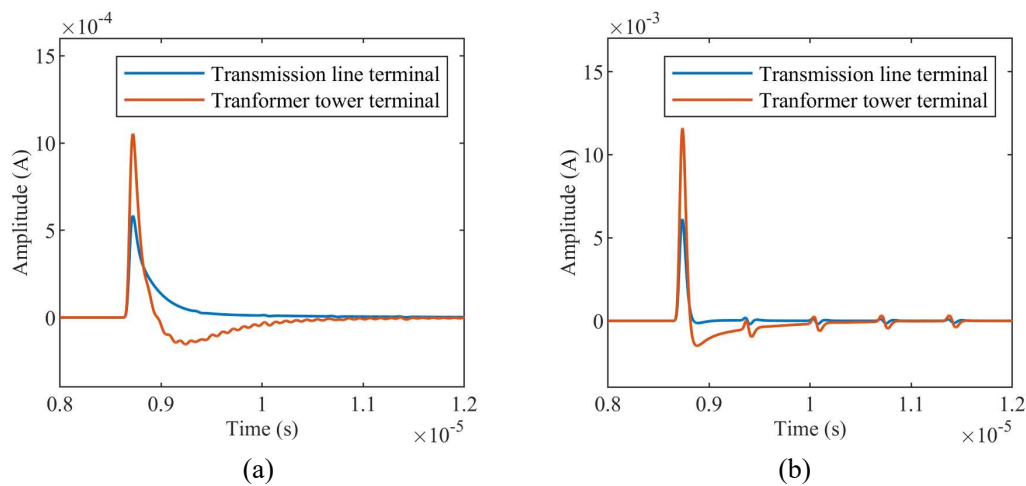 ×10⁻⁴
15
10
5
0
Amplitude (A)
Transmission line terminal
Tranformer tower terminal
0.8
0.9
1
1.1
1.2
Time (s)
×10⁻⁵
(a)
×10⁻³
15
10
5
0
Amplitude (A)
Transmission line terminal
Tranformer tower terminal
0.8
0.9
1
1.1
1.2
Time (s)
×10⁻⁵
(b)